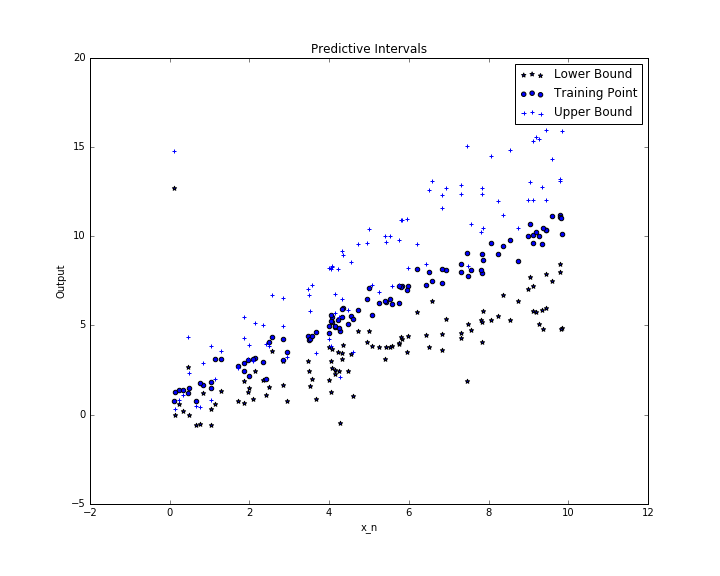 Predictive Intervals
20
15
10
5
0
−5
Output
Lower Bound
Training Point
Upper Bound
−2
0
2
4
6
8
10
12
x_n